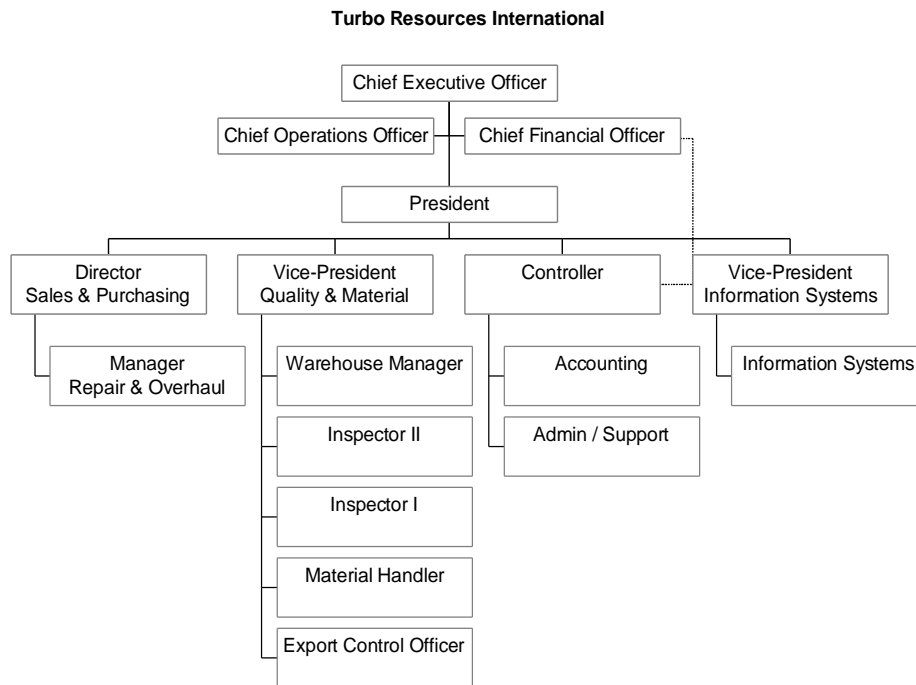 Turbo Resources International
Chief Executive Officer
Chief Operations Officer
Chief Financial Officer
President
Director
Sales & Purchasing
Vice-President
Quality & Material
Controller
Vice-President
Information Systems
Manager
Repair & Overhaul
Warehouse Manager
Accounting
Information Systems
Inspector II
Admin / Support
Inspector I
Material Handler
Export Control Officer